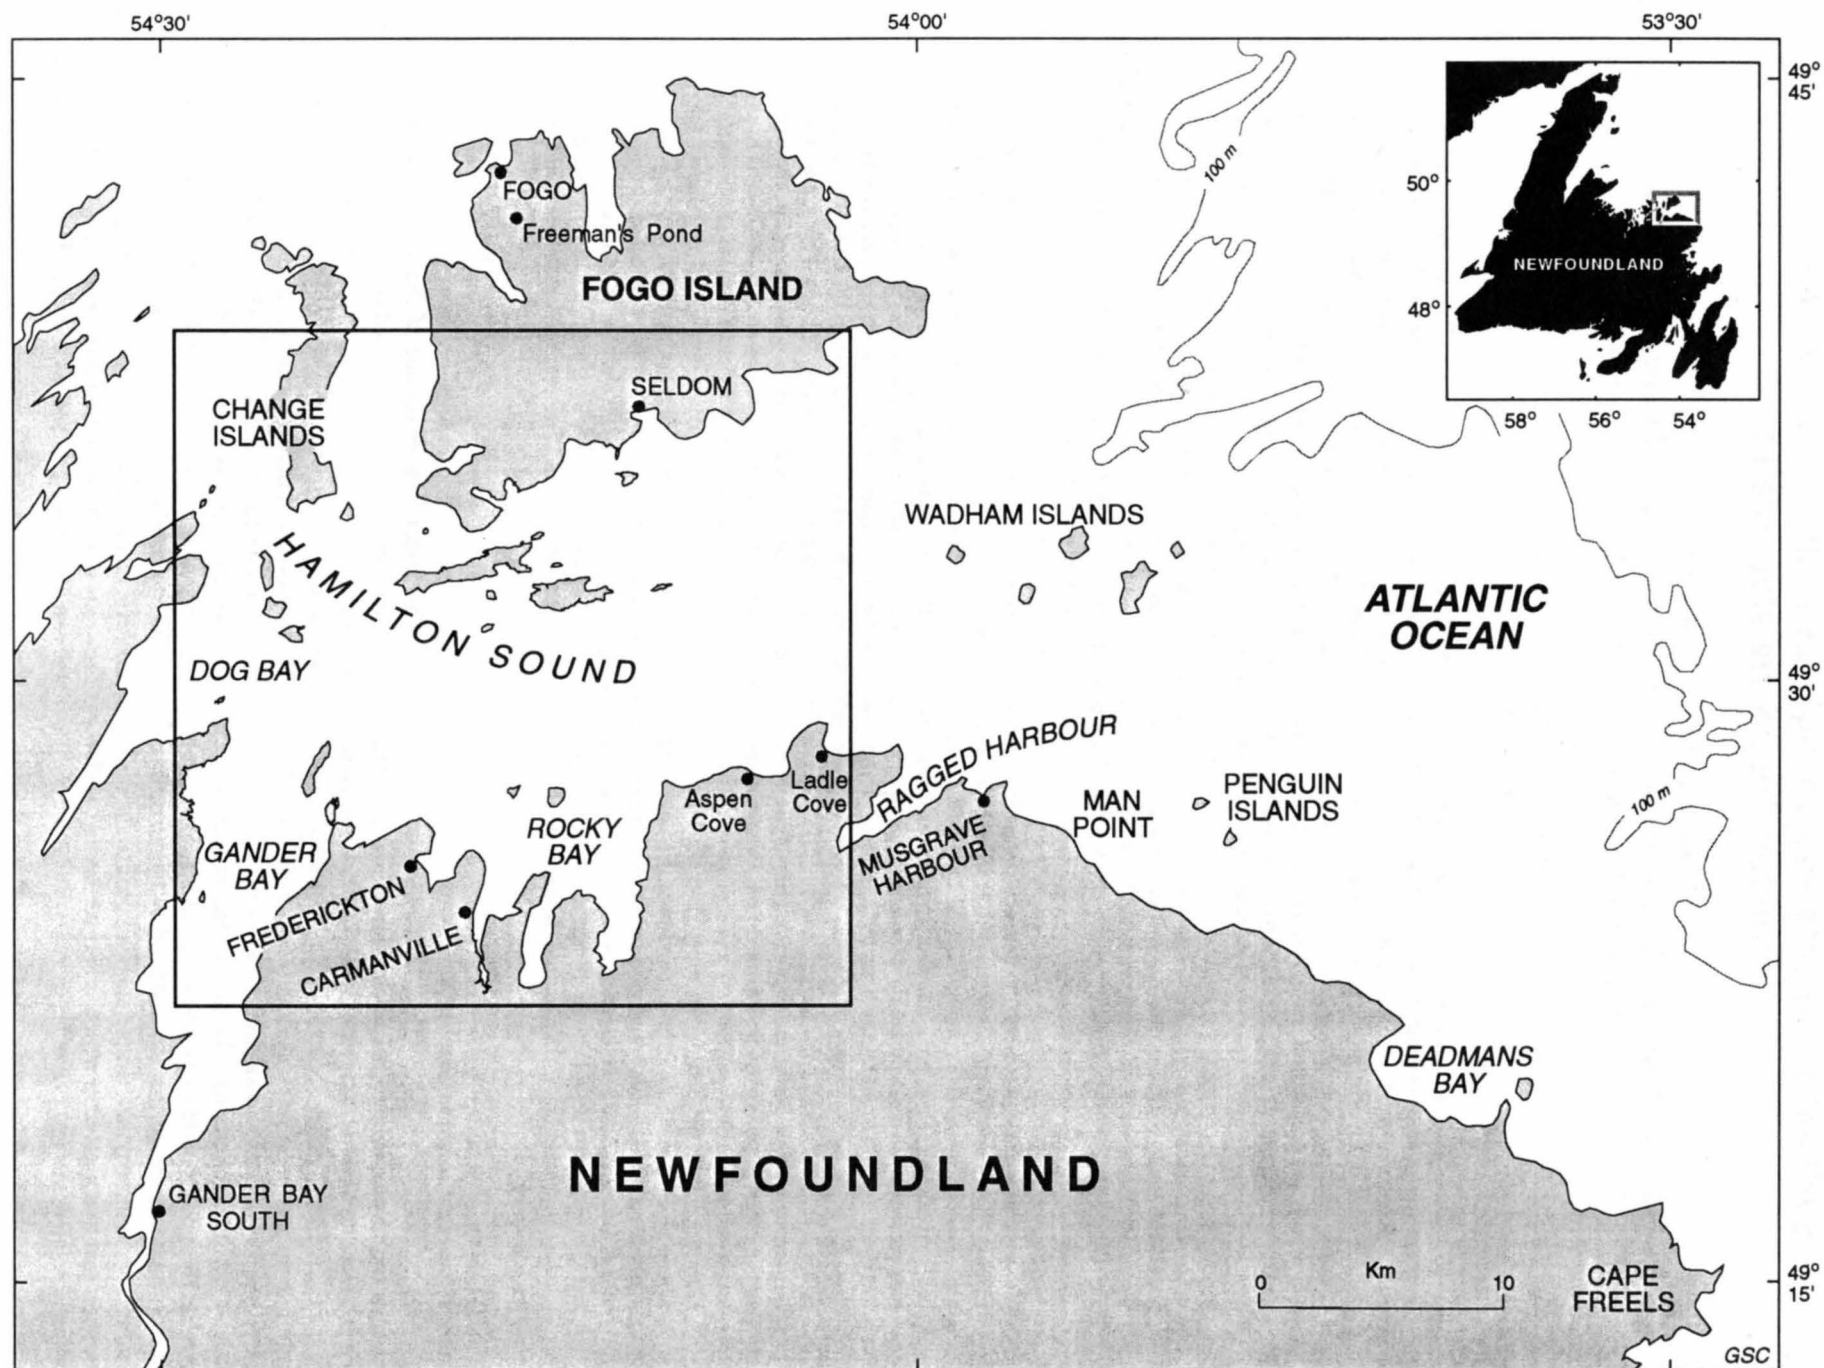 54°30'
54°00'
53°30'
49°
45'
50°
NEWFOUNDLAND
48°
58°
56°
54°
100 m
FOGO
Freeman's Pond
FOGO ISLAND
SELDOM
CHANGE
ISLANDS
WADHAM ISLANDS
HAMILTON SOUND
ATLANTIC
OCEAN
DOG BAY
49°
30'
RAGGED HARBOUR
Aspen
Cove
Ladle
Cove
MAN
POINT
PENGUIN
ISLANDS
100 m
ROCKY
BAY
MUSGRAVE
HARBOUR
GANDER
BAY
FREDERICKTON
CARMANVILLE
DEADMANS
BAY
NEWFOUNDLAND
GANDER BAY
SOUTH
Km
0
10
CAPE
FREELS
49°
15'
GSC